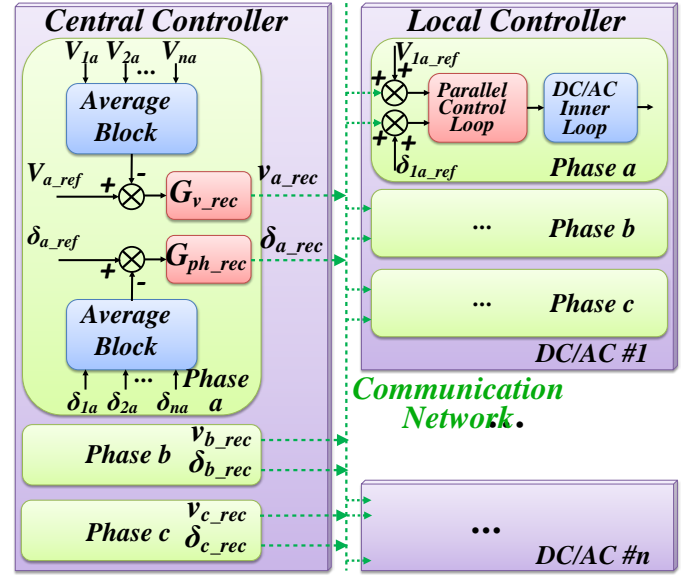 Central Controller
V1a V2a ... Vna
Average
Block
Va_ref + -
Gv_rec
va_rec
δa_ref + -
Gph_rec
δa_rec
Average
Block
δ1a δ2a ... δna
Phase
a
Phase b
vb_rec
δb_rec
Phase c
vc_rec
δc_rec
Communication
Network
...
Local Controller
V1a_ref
+ +
+ +
δ1a_ref
Parallel
Control
Loop
DC/AC
Inner
Loop
Phase a
... Phase b
... Phase c
DC/AC #1
...
DC/AC #n